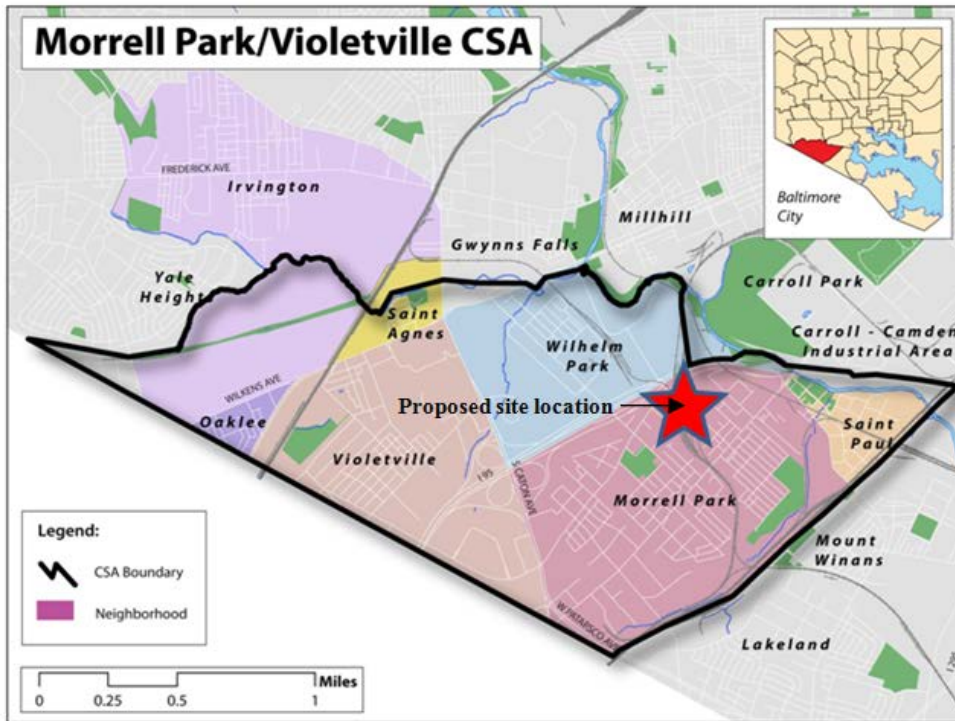 Morrell Park/Violetville CSA
Baltimore
City
FREDERICK AVE
Irvington
Millhill
Gwynns Falls
Yale
Height
Carroll Park
Saint
Agnes
Carroll - Camden
Industrial Area
Wilhelm
Park
WILKENS AVE
Proposed site location
Oaklee
Saint
Paul
Violetville
I 95
S CATON AVE
Morrell Park
Mount
Winans
Legend:
CSA Boundary
Neighborhood
W PATAPSCO AVE
Lakeland
Miles
0
0.25
0.5
1